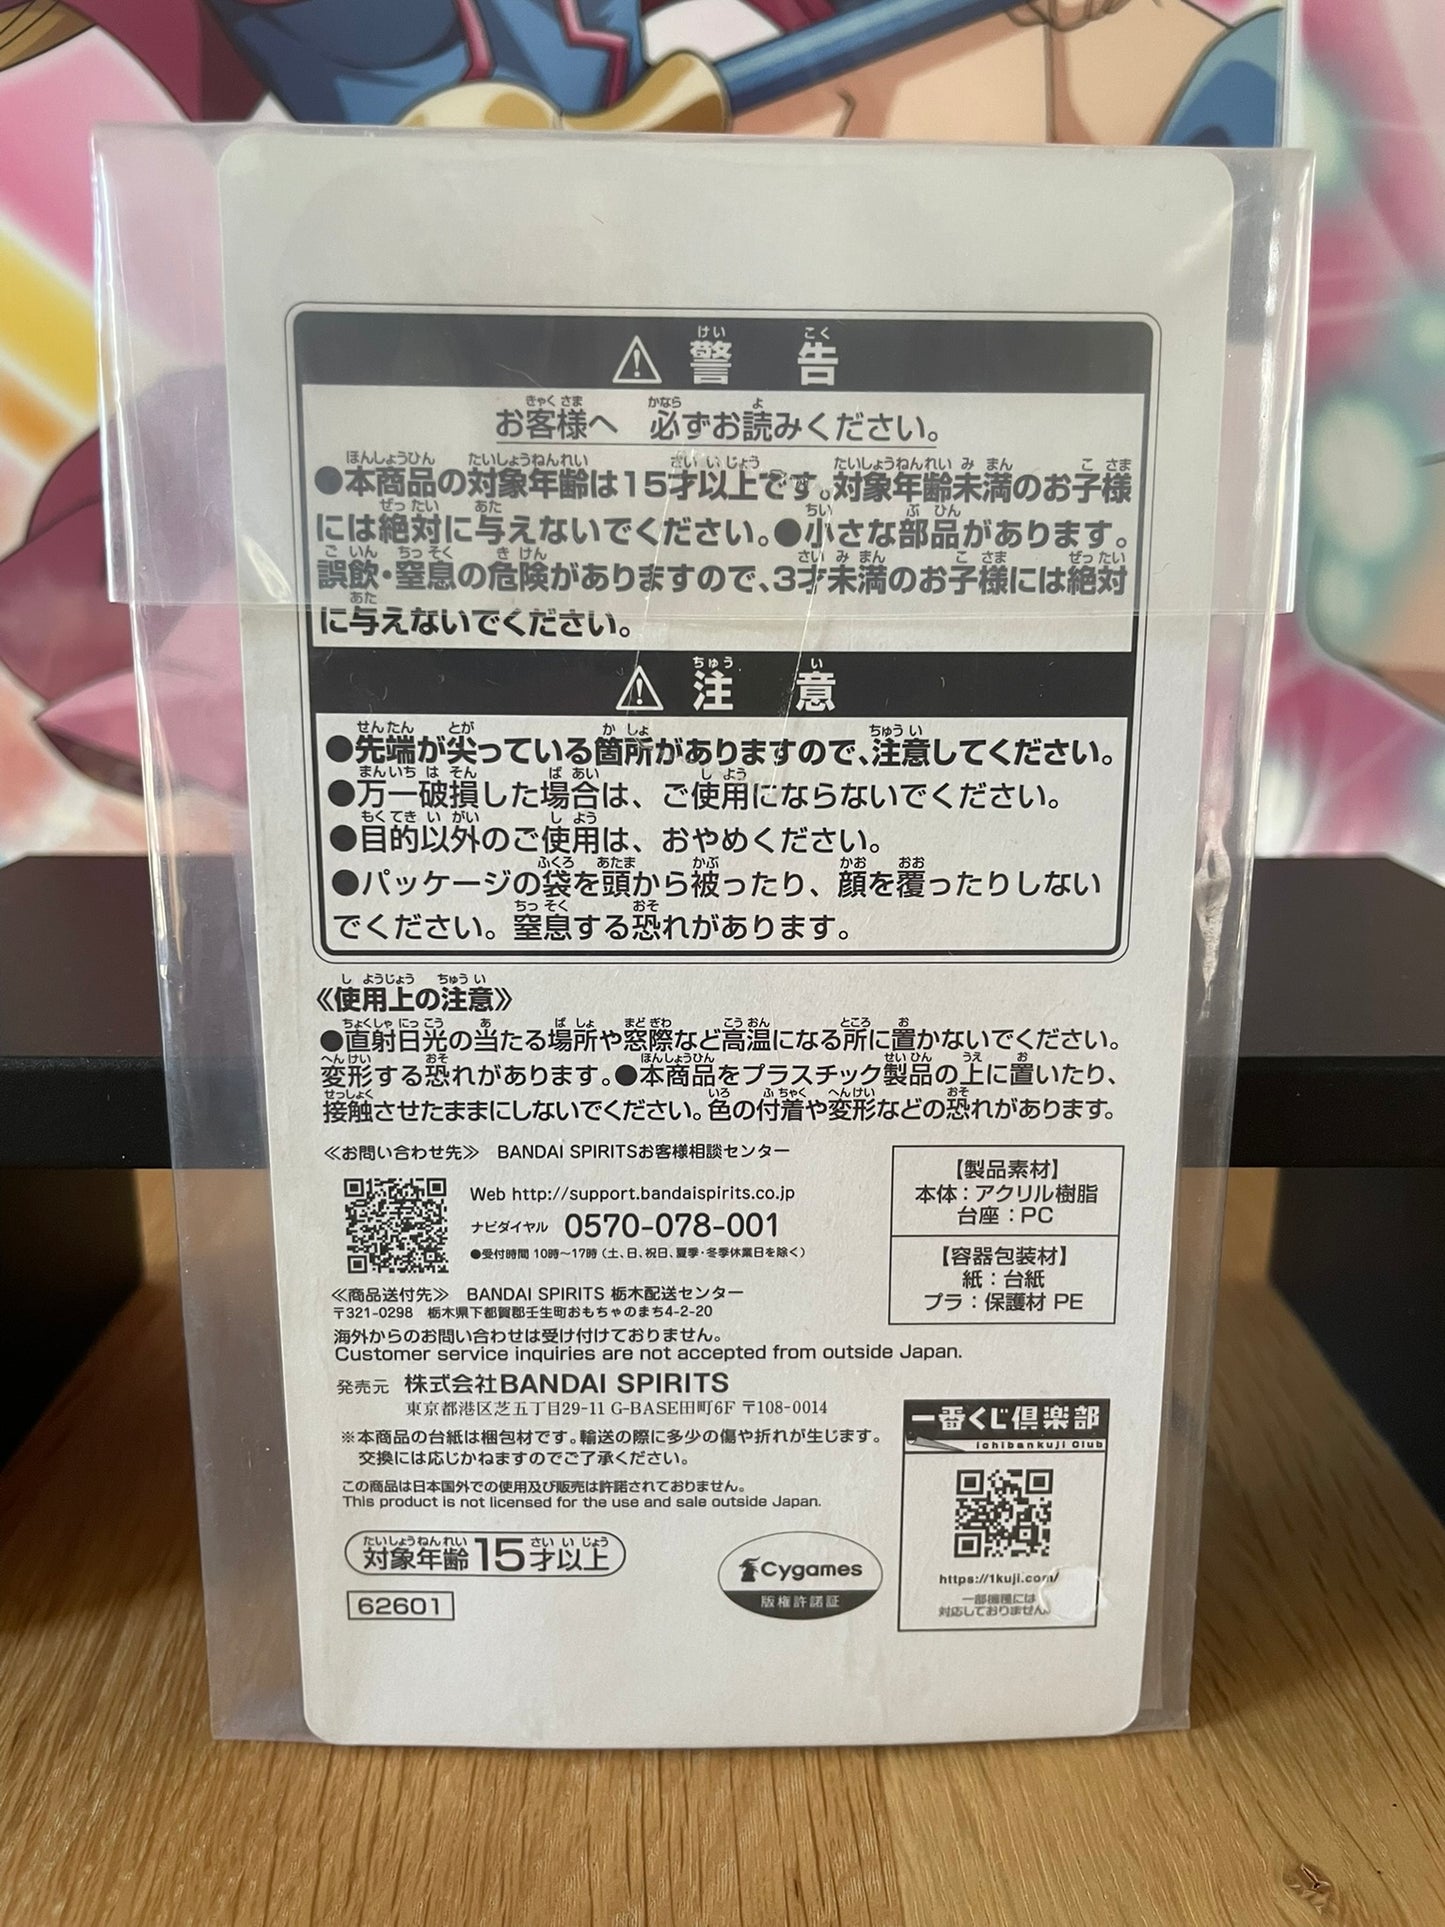 警告
お客様へ 必ずお読みください。
●本商品の対象年齢は15才以上です。対象年齢未満のお子様
には絶対に与えないでください。●小さな部品があります。
誤飲・窒息の危険がありますので、3才未満のお子様には絶対
に与えないでください。
注意
●先端が尖っている箇所がありますので、注意してください。
●万一破損した場合は、ご使用にならないでください。
●目的以外のご使用は、おやめください。
●パッケージの袋を頭から被ったり、顔を覆ったりしない
でください。窒息する恐れがあります。
《使用上の注意》
●直射日光の当たる場所や窓際など高温になる所に置かないでください。
変形する恐れがあります。●本商品をプラスチック製品の上に置いたり、
接触させたままにしないでください。色の付着や変形などの恐れがあります。
≪お問い合わせ先≫ BANDAI SPIRITSお客様相談センター
Web http://support.bandaispirits.co.jp
ナビダイヤル 0570-078-001
●受付時間 10時～17時（土、日、祝日、夏季・冬季休業日を除く）
≪商品送付先≫ BANDAI SPIRITS 栃木配送センター
〒321-0298 栃木県下都賀郡壬生町おもちゃのまち4-2-20
海外からのお問い合わせは受け付けておりません。
Customer service inquiries are not accepted from outside Japan.
【製品素材】
本体：アクリル樹脂
台座：PC
【容器包装材】
紙：台紙
プラ：保護材 PE
発売元 株式会社BANDAI SPIRITS
東京都港区芝五丁目29-11 G-BASE田町6F 〒108-0014
※本商品の台紙は梱包材です。輸送の際に多少の傷や折れが生じます。
交換には応じかねますのでご了承ください。
この商品は日本国外での使用及び販売は許諾されておりません。
This product is not licensed for the use and sale outside Japan.
対象年齢15才以上
62601
Cygames
版権許諾証
一番くじ倶楽部
ichibankuji Club
https://1kuji.com/
一部機種には
対応しておりません。